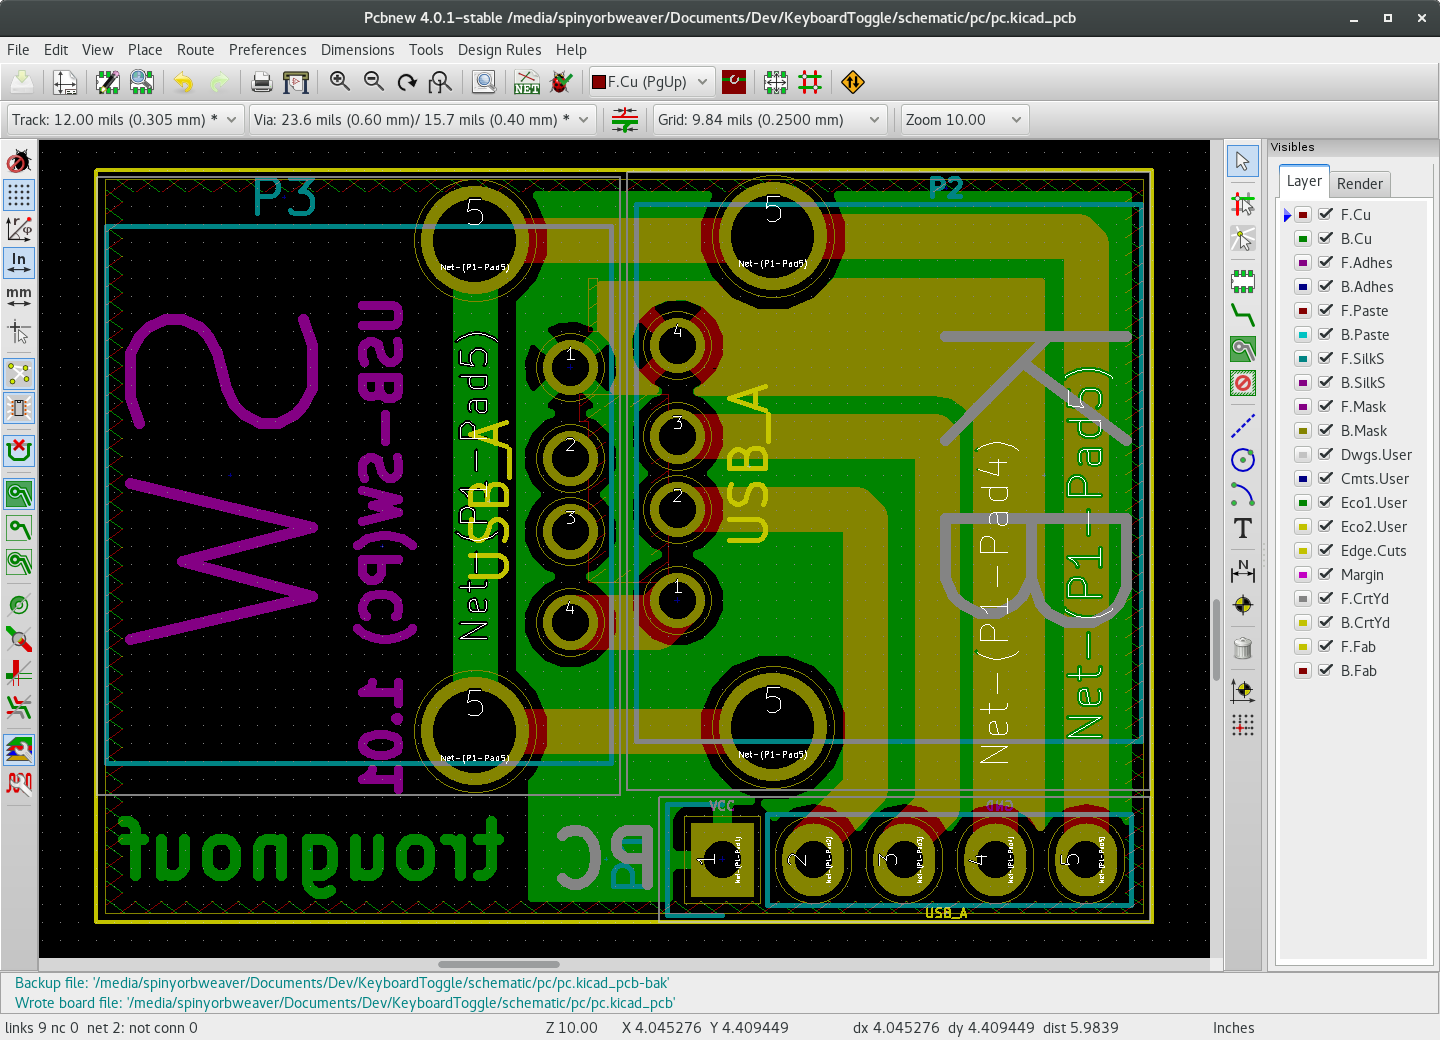 Pcbnew 4.0.1-stable /media/spinyorbweaver/Documents/Dev/KeyboardToggle/schematic/pc/pc.kicad_pcb
File Edit View Place Route Preferences Dimensions Tools Design Rules Help
NET
F.Cu (PgUp)
Track: 12.00 mils (0.305 mm) * Via: 23.6 mils (0.60 mm)/ 15.7 mils (0.40 mm) * Grid: 9.84 mils (0.2500 mm) Zoom 10.00
Visibles
Layer Render
F.Cu
B.Cu
F.Adhes
B.Adhes
F.Paste
B.Paste
F.SilkS
B.SilkS
F.Mask
B.Mask
Dwgs.User
Cmts.User
Eco1.User
Eco2.User
Edge.Cuts
Margin
F.CrtYd
B.CrtYd
F.Fab
B.Fab
In
mm
T
N
P3
P2
5
Net-(P1-Pad5)
5
Net-(P1-Pad5)
SW
USB-SW(PC) 1.01
Net-(P1-Pad5)
USB_A
1
2
3
4
4
3
2
1
USB_A
K
B
Net-(P1-Pad4)
Net-(P1-Pad5)
5
Net-(P1-Pad5)
5
Net-(P1-Pad5)
tronguout
PC
P1
VCC
GND
1
2
3
4
5
USB_A
Backup file: '/media/spinyorbweaver/Documents/Dev/KeyboardToggle/schematic/pc/pc.kicad_pcb-bak'
Wrote board file: '/media/spinyorbweaver/Documents/Dev/KeyboardToggle/schematic/pc/pc.kicad_pcb'
links 9 nc 0 net 2: not conn 0 Z 10.00 X 4.045276 Y 4.409449 dx 4.045276 dy 4.409449 dist 5.9839 Inches